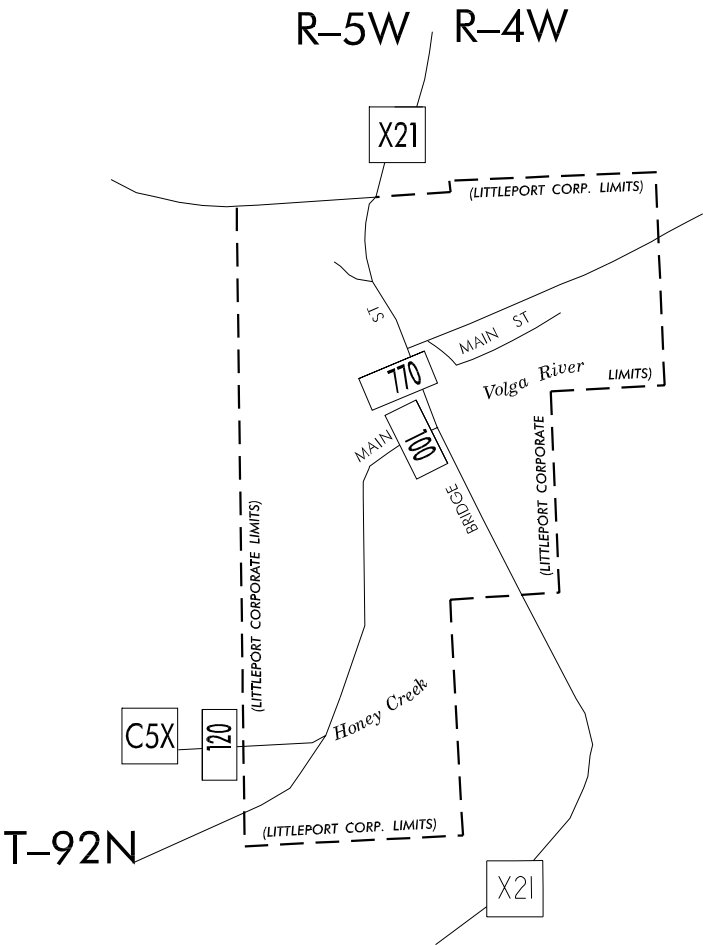 R–5W R–4W
X21
(LITTLEPORT CORP. LIMITS)
ST
MAIN ST
770
Volga River
LIMITS)
MAIN
100
BRIDGE
(LITTLEPORT CORPORATE
(LITTLEPORT CORPORATE LIMITS)
Honey Creek
C5X
120
T–92N
(LITTLEPORT CORP. LIMITS)
X21